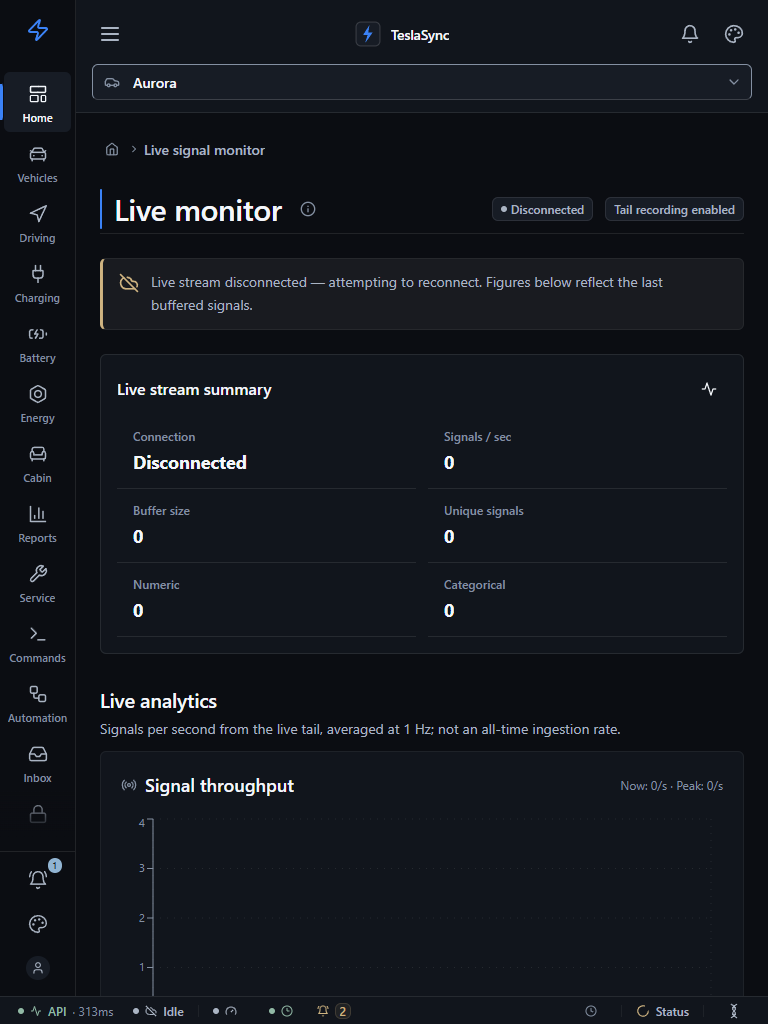 TeslaSync
Aurora
Home
Vehicles
Driving
Charging
Battery
Energy
Cabin
Reports
Service
Commands
Automation
Inbox
1
Live signal monitor
Live monitor
Disconnected
Tail recording enabled
Live stream disconnected — attempting to reconnect. Figures below reflect the last
buffered signals.
Live stream summary
Connection
Disconnected
Signals / sec
0
Buffer size
0
Unique signals
0
Numeric
0
Categorical
0
Live analytics
Signals per second from the live tail, averaged at 1 Hz; not an all-time ingestion rate.
Signal throughput
Now: 0/s · Peak: 0/s
4
3
2
1
API · 313ms
Idle
2
Status